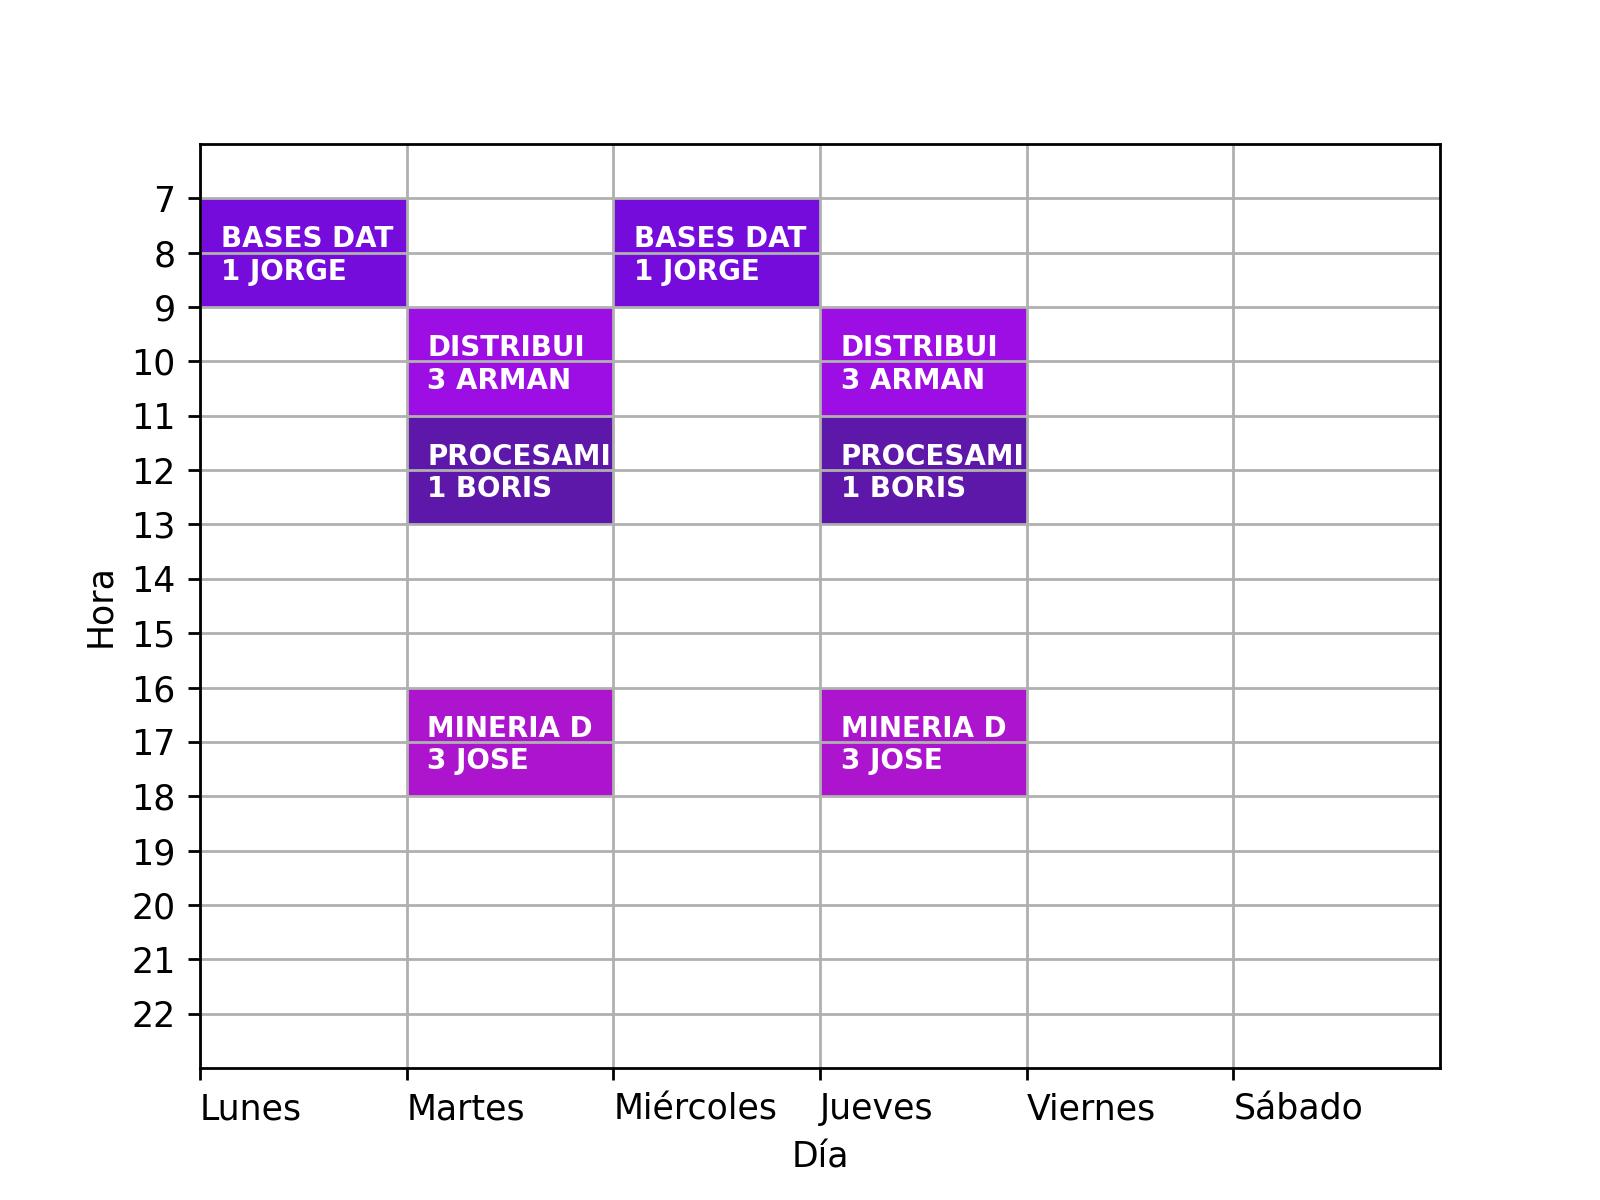 7
8
9
10
11
12
13
14
15
16
17
18
19
20
21
22
Hora
BASES DAT
1 JORGE
BASES DAT
1 JORGE
DISTRIBUI
3 ARMAN
DISTRIBUI
3 ARMAN
PROCESAMI
1 BORIS
PROCESAMI
1 BORIS
MINERIA D
3 JOSE
MINERIA D
3 JOSE
Lunes Martes Miércoles Jueves Viernes Sábado
Día